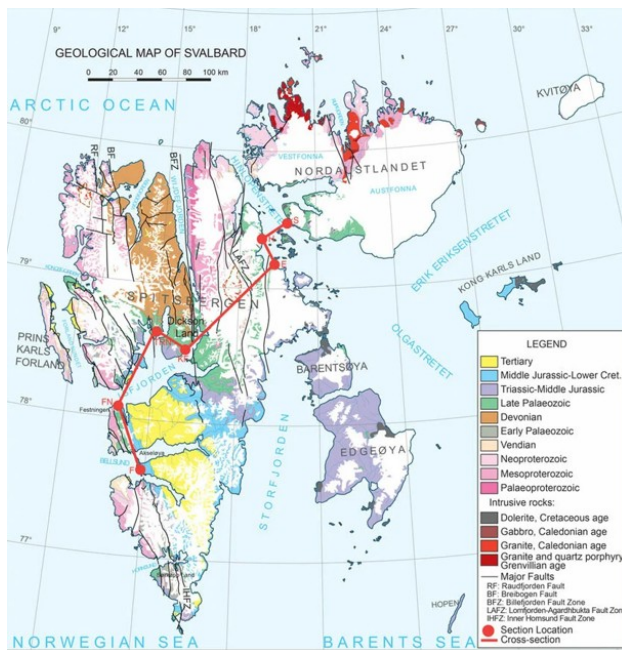 9° 12° 15° 18° 21° 24° 27° 30° 33°
GEOLOGICAL MAP OF SVALBARD
0 20 40 60 80 100 km
ARCTIC OCEAN
KVITØYA
80°
RF
BF
BFZ
VESTFONNA
NORDAUSTLANDET
AUSTFONNA
HINLOPENSTRETET
S
LAFZ
E
79°
ERIK ERIKSENSTRETET
KONG KARLS LAND
SPITSBERGEN
OLGASTRETET
Dickson
Land
PRINS
KARLS
FORLAND
BARENTSØYA
FN
Festningen
78°
EDGEØYA
Akseløya
BELLSUND
STORFJORDEN
77°
IHFZ
HOPEN
NORWEGIAN SEA
BARENTS SEA
LEGEND
Tertiary
Middle Jurassic-Lower Cret.
Triassic-Middle Jurassic
Late Palaeozoic
Devonian
Early Palaeozoic
Vendian
Neoproterozoic
Mesoproterozoic
Palaeoproterozoic
Intrusive rocks:
Dolerite, Cretaceous age
Gabbro, Caledonian age
Granite, Caledonian age
Granite and quartz porphyry
Grenvillian age
Major Faults
RF: Raudfjorden Fault
BF: Breibogen Fault
BFZ: Billefjorden Fault Zone
LAFZ: Lomfjorden-Agardhbukta Fault Zone
IHFZ: Inner Hornsund Fault Zone
Section Location
Cross-section